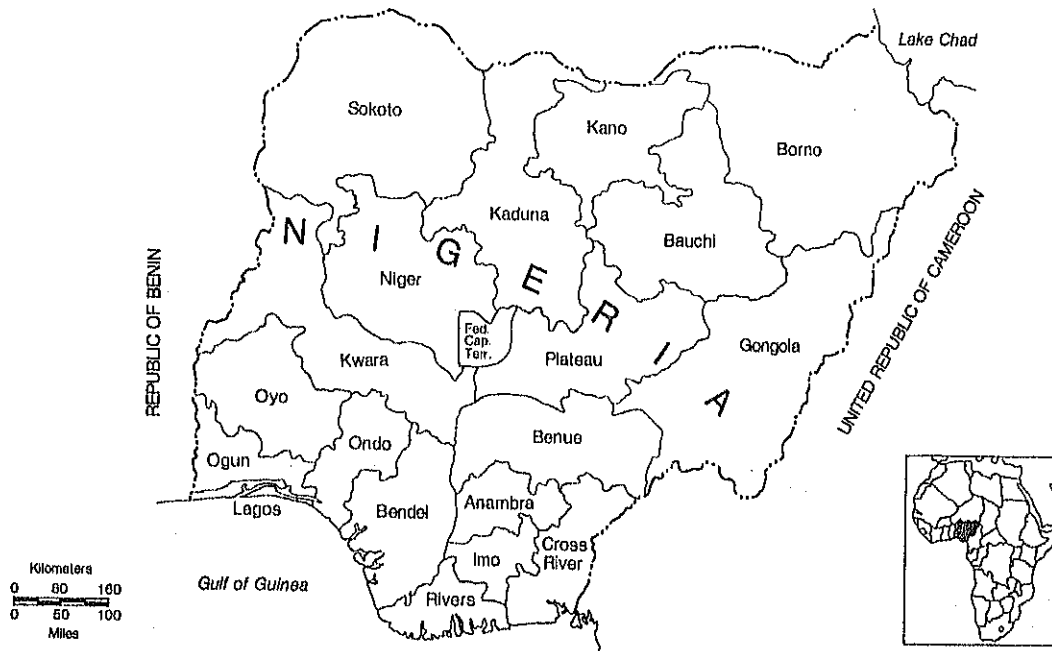 Lake Chad
Sokoto
Kano
Borno
Kaduna
Bauchi
NIGERIA
Niger
REPUBLIC OF BENIN
UNITED REPUBLIC OF CAMEROON
Fed.
Cap.
Terr.
Kwara
Plateau
Gongola
Oyo
Ondo
Benue
Ogun
Lagos
Bendel
Anambra
Imo
Cross
River
Rivers
Gulf of Guinea
Kilometers
0 80 160
0 50 100
Miles